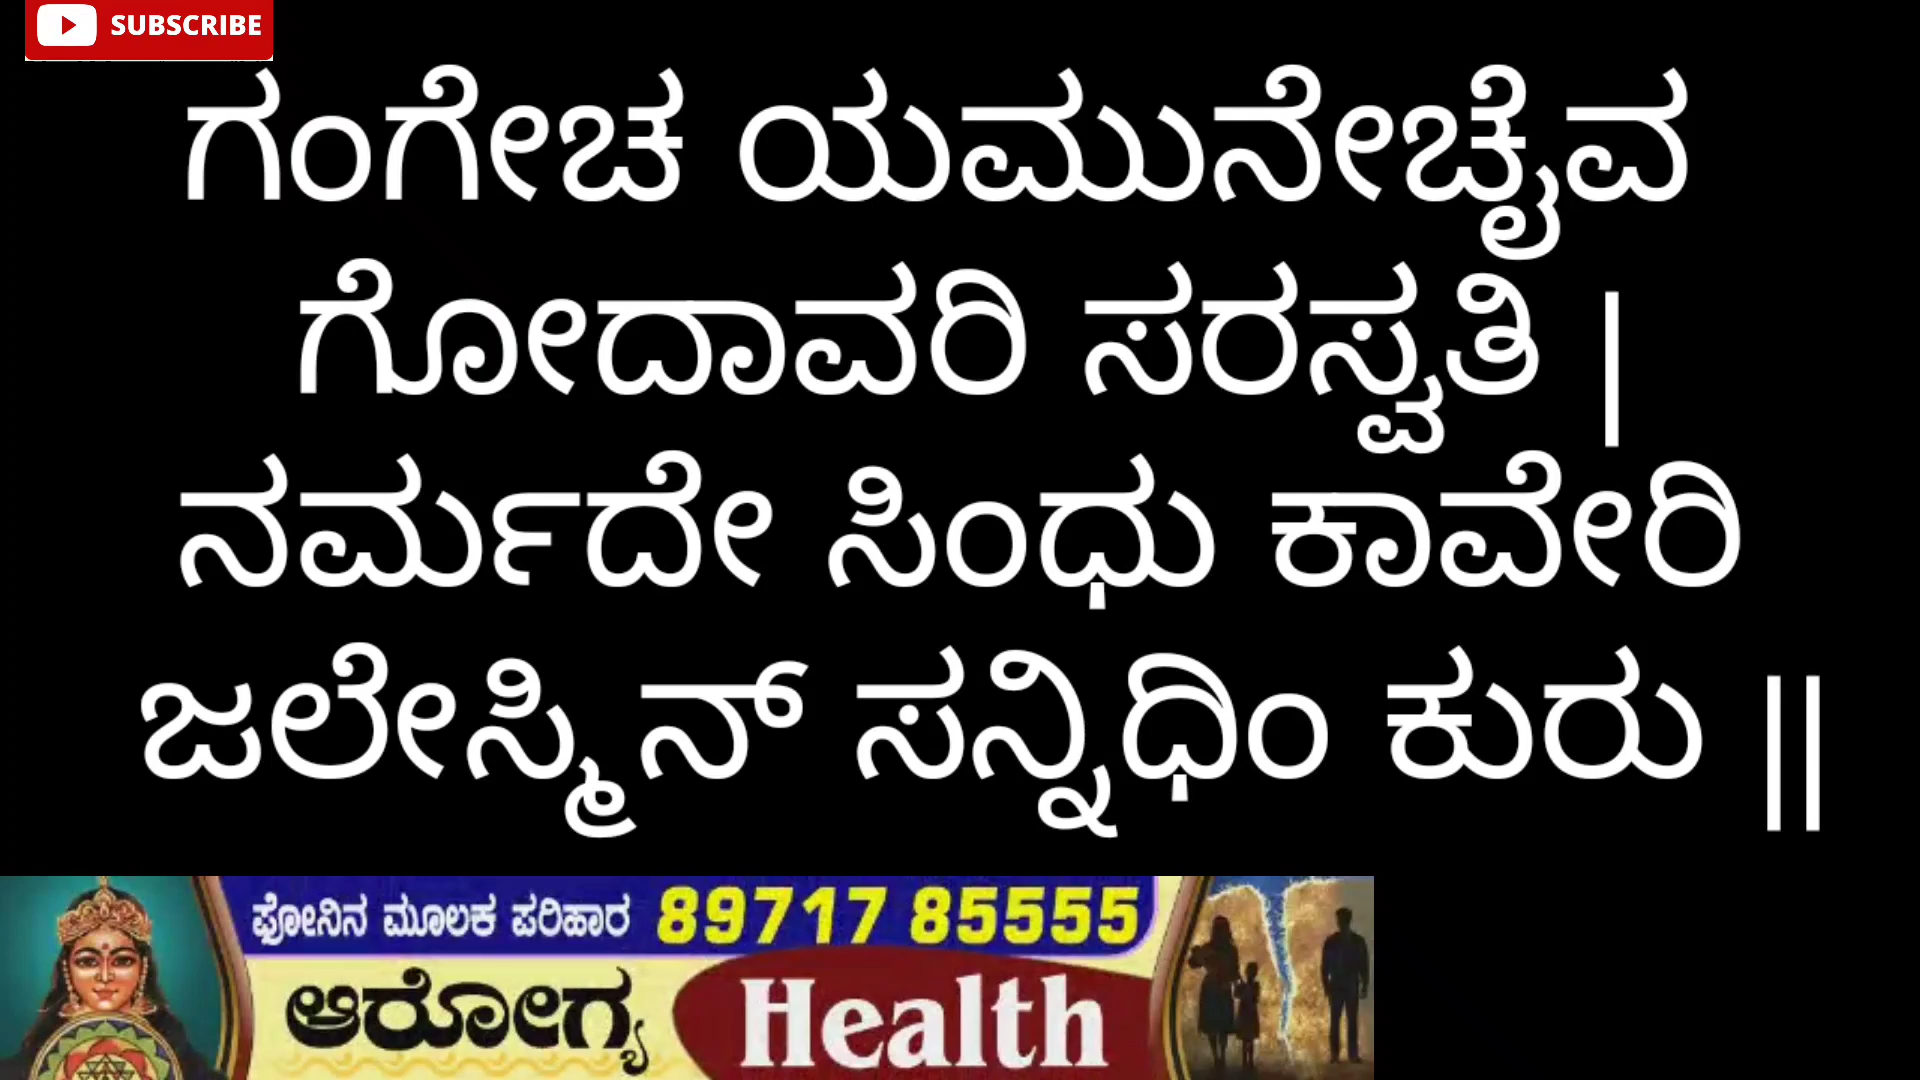 SUBSCRIBE
ಗಂಗೇಚ ಯಮುನೇಚೈವ
ಗೋದಾವರಿ ಸರಸ್ವತಿ |
ನರ್ಮದೇ ಸಿಂಧು ಕಾವೇರಿ
ಜಲೇಸ್ಮಿನ್ ಸನ್ನಿಧಿಂ ಕುರು ||
ಫೋನಿನ ಮೂಲಕ ಪರಿಹಾರ 89717 85555
ಆರೋಗ್ಯ Health